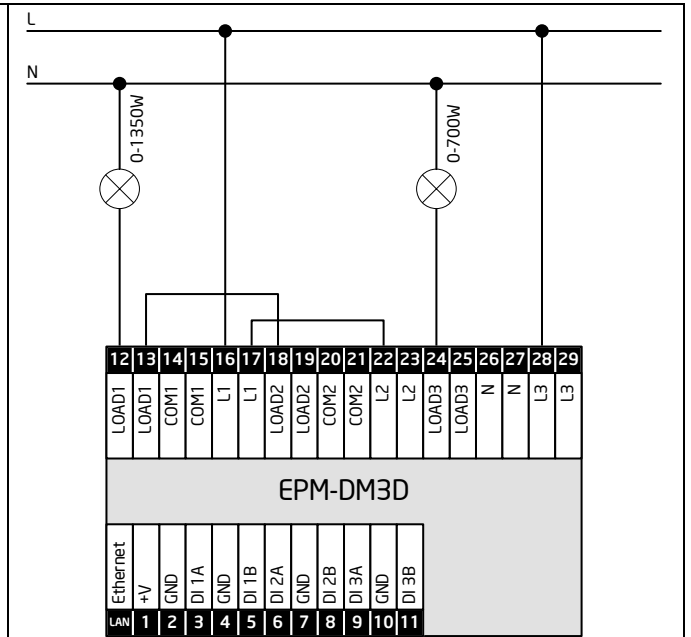 L
N
0-1350W
0-700W
12 13 14 15 16 17 18 19 20 21 22 23 24 25 26 27 28 29
LOAD1 LOAD1 COM1 COM1 L1 L1 LOAD2 LOAD2 COM2 COM2 L2 L2 LOAD3 LOAD3 N N L3 L3
EPM-DM3D
Ethernet +V GND DI 1A GND DI 1B DI 2A GND DI 2B DI 3A GND DI 3B
LAN 1 2 3 4 5 6 7 8 9 10 11